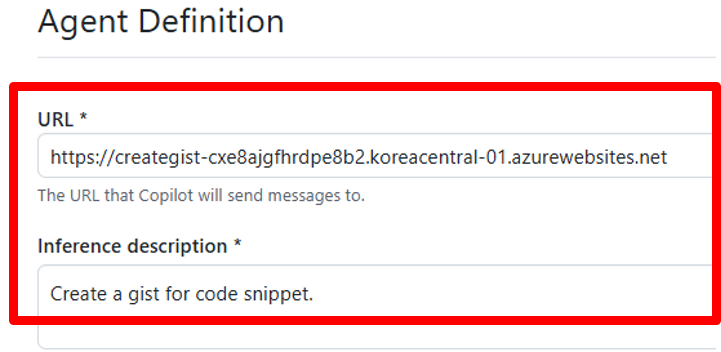 Agent Definition
URL *
https://creategist-cxe8ajgfhrdpe8b2.koreacentral-01.azurewebsites.net
The URL that Copilot will send messages to.
Inference description *
Create a gist for code snippet.